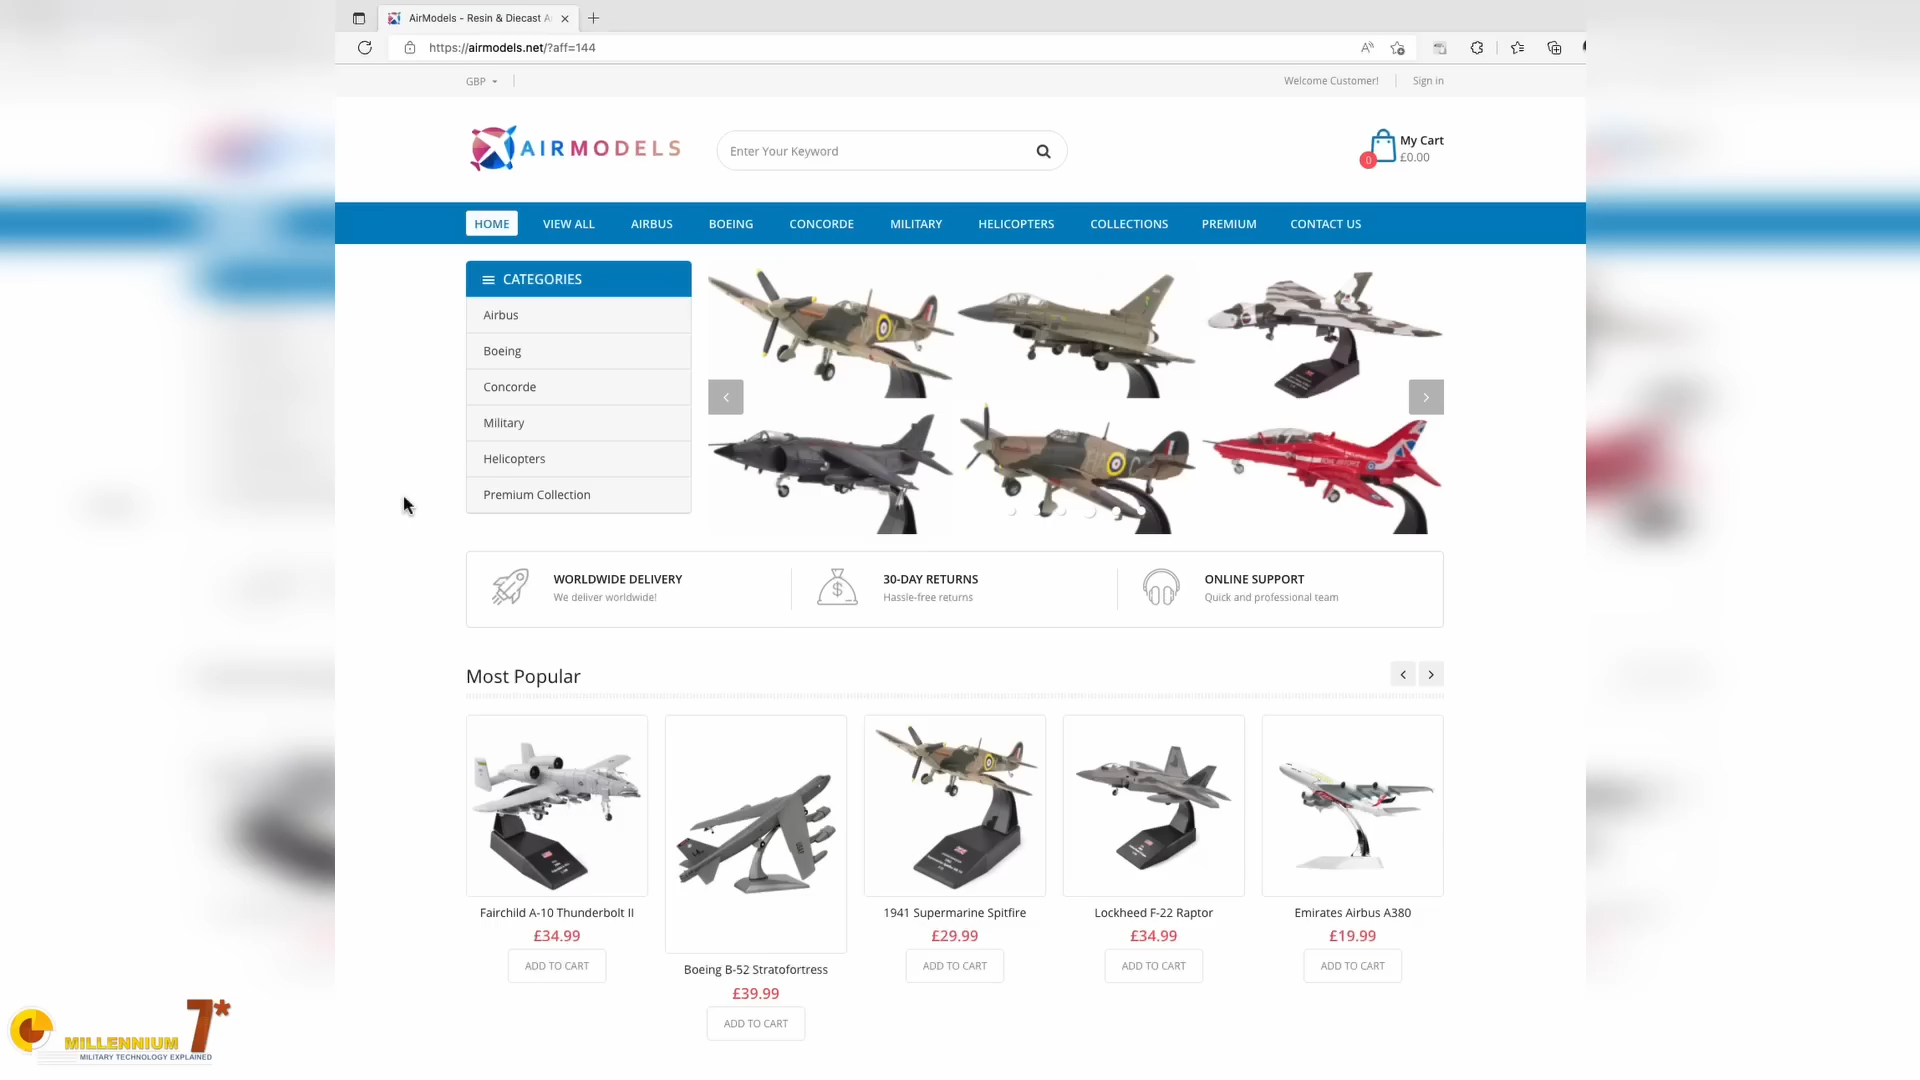 AirModels - Resin & Diecast A
https://airmodels.net/?aff=144
GBP
Welcome Customer!
Sign in
AIRMODELS
Enter Your Keyword
My Cart
0
£0.00
HOME
VIEW ALL
AIRBUS
BOEING
CONCORDE
MILITARY
HELICOPTERS
COLLECTIONS
PREMIUM
CONTACT US
CATEGORIES
Airbus
Boeing
Concorde
Military
Helicopters
Premium Collection
WORLDWIDE DELIVERY
We deliver worldwide!
30-DAY RETURNS
Hassle-free returns
ONLINE SUPPORT
Quick and professional team
Most Popular
Fairchild A-10 Thunderbolt II
£34.99
ADD TO CART
Boeing B-52 Stratofortress
£39.99
ADD TO CART
1941 Supermarine Spitfire
£29.99
ADD TO CART
Lockheed F-22 Raptor
£34.99
ADD TO CART
Emirates Airbus A380
£19.99
ADD TO CART
MILLENNIUM 7*
MILITARY TECHNOLOGY EXPLAINED